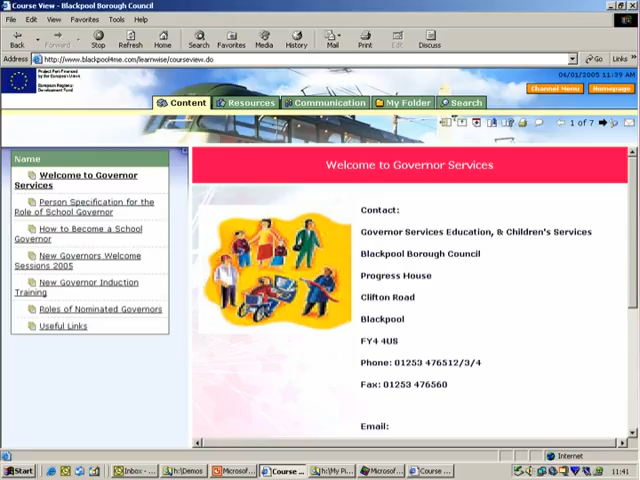 Course View - Blackpool Borough Council
File Edit View Favorites Tools Help
Back Forward Stop Refresh Home Search Favorites Media History Mail Print Edit Discuss
Address http://www.blackpool4me.com/learnwise/courseview.do Go Links »
Project Part-Financed
by the European Union
European Regional
Development Fund
06/01/2005 11:39 AM
Channel Menu Homepage
Content Resources Communication My Folder Search
1 of 7
Name
Welcome to Governor
Services
Person Specification for the
Role of School Governor
How to Become a School
Governor
New Governors Welcome
Sessions 2005
New Governor Induction
Training
Roles of Nominated Governors
Useful Links
Welcome to Governor Services
Contact:
Governor Services Education, & Children's Services
Blackpool Borough Council
Progress House
Clifton Road
Blackpool
FY4 4US
Phone: 01253 476512/3/4
Fax: 01253 476560
Email:
Internet
Start Inbox - ... h:\Demos Microsof... Course ... h:\My Pi... Microsof... Course ... 11:41